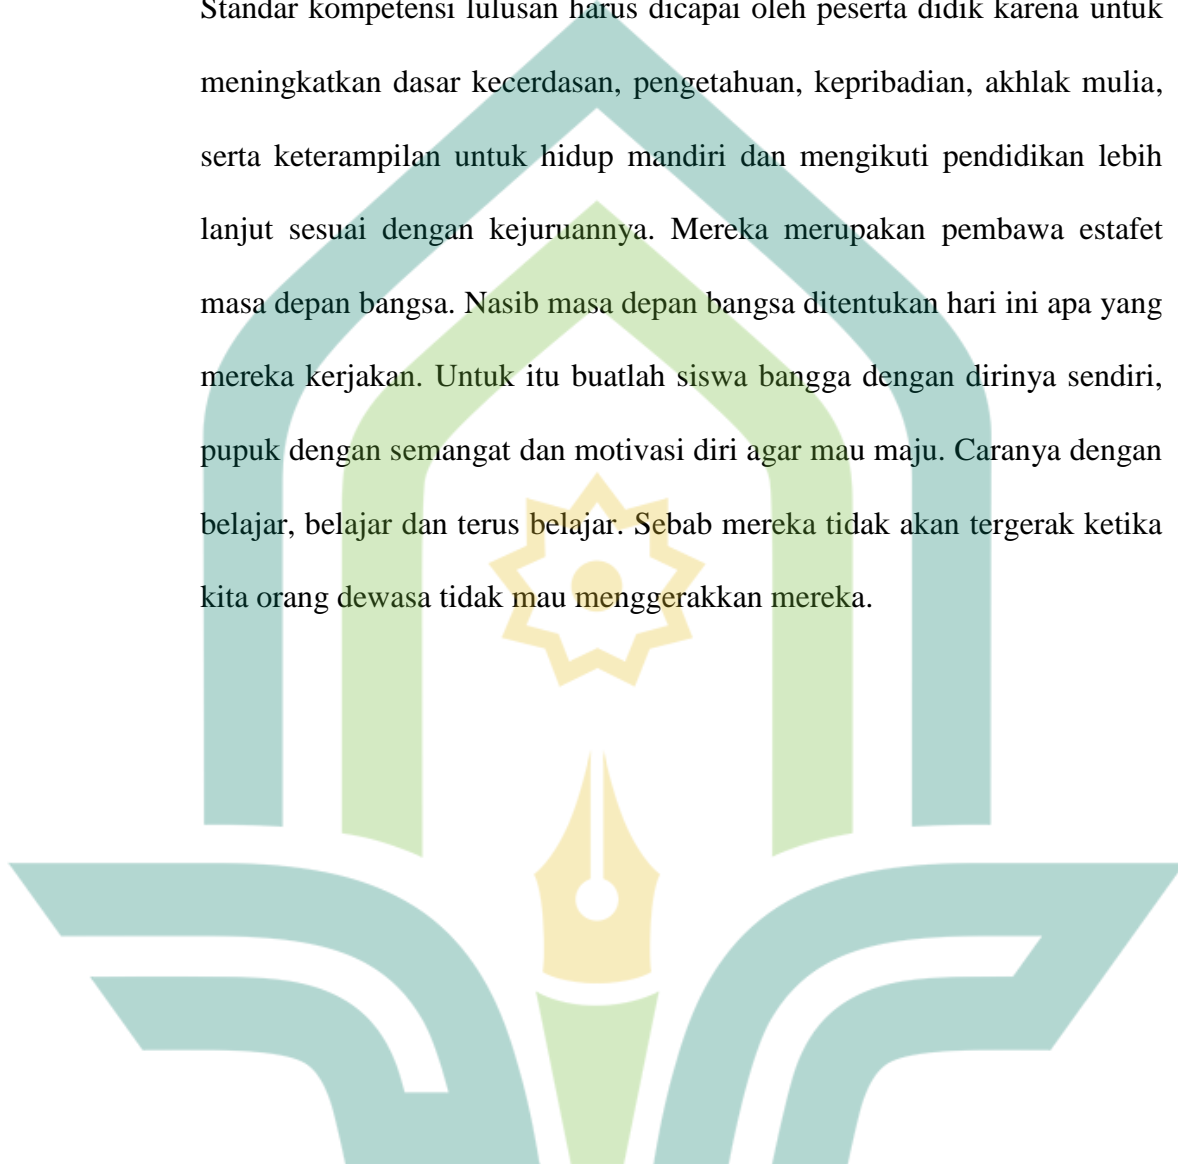 Standar kompetensi lulusan harus dicapai oleh peserta didik karena untuk
meningkatkan dasar kecerdasan, pengetahuan, kepribadian, akhlak mulia,
serta keterampilan untuk hidup mandiri dan mengikuti pendidikan lebih
lanjut sesuai dengan kejuruannya. Mereka merupakan pembawa estafet
masa depan bangsa. Nasib masa depan bangsa ditentukan hari ini apa yang
mereka kerjakan. Untuk itu buatlah siswa bangga dengan dirinya sendiri,
pupuk dengan semangat dan motivasi diri agar mau maju. Caranya dengan
belajar, belajar dan terus belajar. Sebab mereka tidak akan tergerak ketika
kita orang dewasa tidak mau menggerakkan mereka.